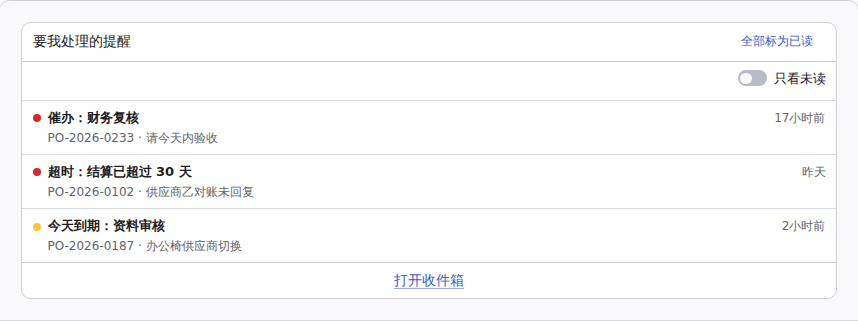 要我处理的提醒
全部标为已读
只看未读
催办：财务复核
17小时前
PO-2026-0233 · 请今天内验收
超时：结算已超过 30 天
昨天
PO-2026-0102 · 供应商乙对账未回复
今天到期：资料审核
2小时前
PO-2026-0187 · 办公椅供应商切换
打开收件箱